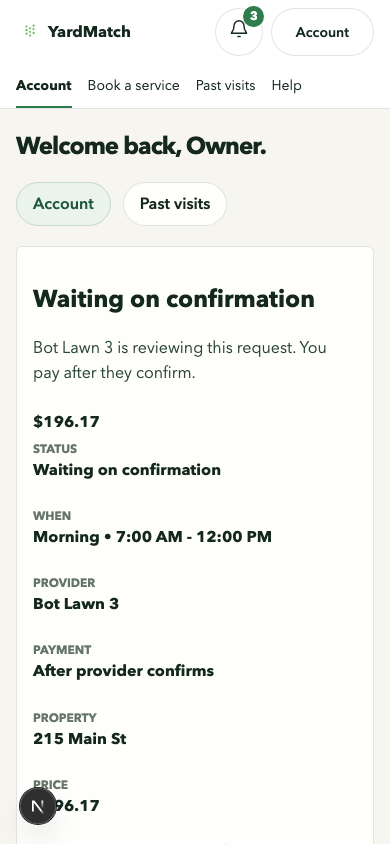 YardMatch
3
Account
Account
Book a service
Past visits
Help
Welcome back, Owner.
Account
Past visits
Waiting on confirmation
Bot Lawn 3 is reviewing this request. You
pay after they confirm.
$196.17
STATUS
Waiting on confirmation
WHEN
Morning • 7:00 AM - 12:00 PM
PROVIDER
Bot Lawn 3
PAYMENT
After provider confirms
PROPERTY
215 Main St
PRICE
96.17
N